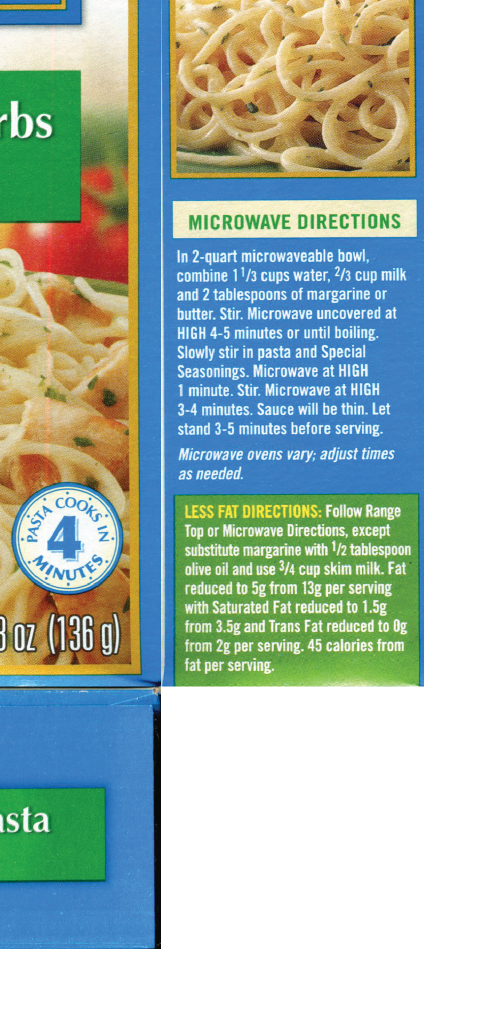 rbs
MICROWAVE DIRECTIONS
In 2-quart microwaveable bowl,
combine 1 1/3 cups water, 2/3 cup milk
and 2 tablespoons of margarine or
butter. Stir. Microwave uncovered at
HIGH 4-5 minutes or until boiling.
Slowly stir in pasta and Special
Seasonings. Microwave at HIGH
1 minute. Stir. Microwave at HIGH
3-4 minutes. Sauce will be thin. Let
stand 3-5 minutes before serving.
Microwave ovens vary; adjust times
as needed.
LESS FAT DIRECTIONS: Follow Range
Top or Microwave Directions, except
substitute margarine with 1/2 tablespoon
olive oil and use 3/4 cup skim milk. Fat
reduced to 5g from 13g per serving
with Saturated Fat reduced to 1.5g
from 3.5g and Trans Fat reduced to 0g
from 2g per serving. 45 calories from
fat per serving.
PASTA COOKS IN
4
MINUTES
8 oz (136 g)
asta